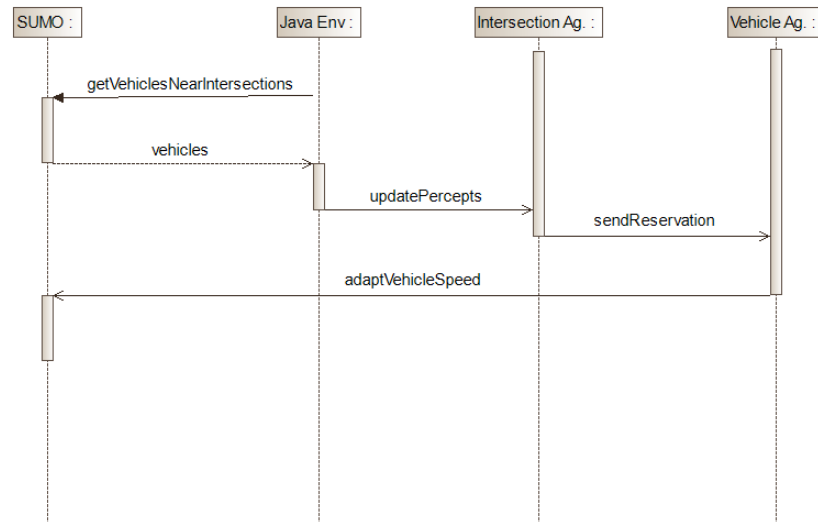 SUMO :
Java Env :
Intersection Ag. :
Vehicle Ag. :
getVehiclesNearIntersections
vehicles
updatePercepts
sendReservation
adaptVehicleSpeed